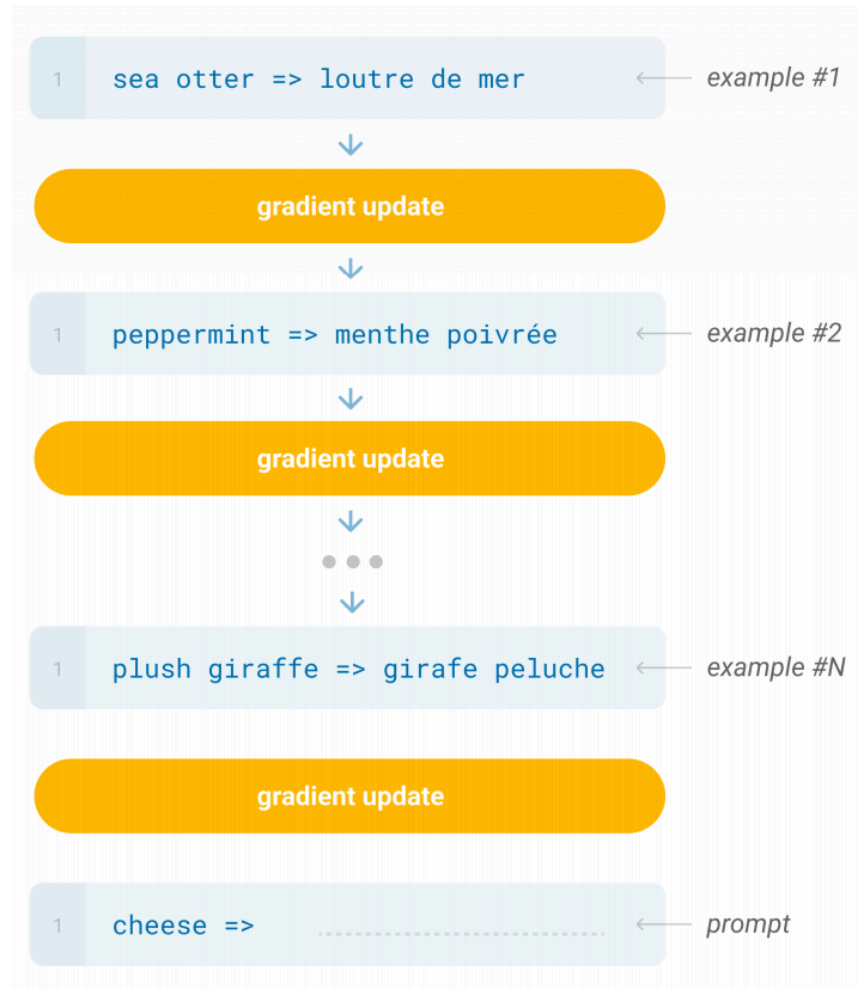 1 sea otter => loutre de mer example #1
gradient update
1 peppermint => menthe poivrée example #2
gradient update
1 plush giraffe => girafe peluche example #N
gradient update
1 cheese => prompt